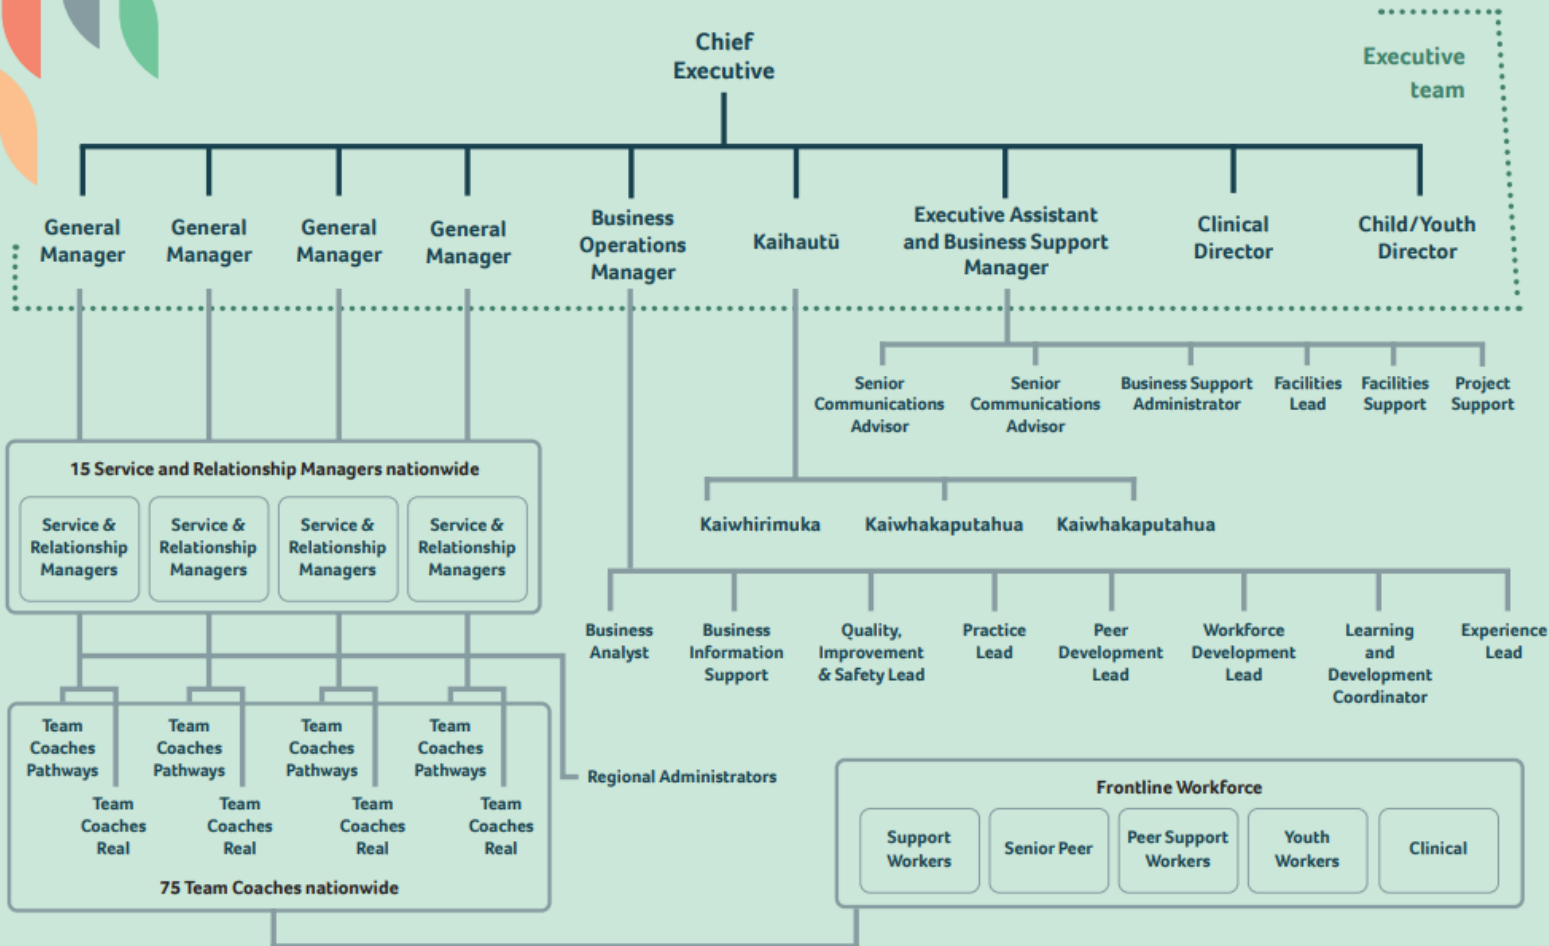 Chief
Executive
Executive
team
General
Manager
General
Manager
General
Manager
General
Manager
Business
Operations
Manager
Kaihautū
Executive Assistant
and Business Support
Manager
Clinical
Director
Child/Youth
Director
Senior
Communications
Advisor
Senior
Communications
Advisor
Business Support
Administrator
Facilities
Lead
Facilities
Support
Project
Support
15 Service and Relationship Managers nationwide
Service &
Relationship
Managers
Service &
Relationship
Managers
Service &
Relationship
Managers
Service &
Relationship
Managers
Kaiwhirimuka
Kaiwhakaputahua
Kaiwhakaputahua
Business
Analyst
Business
Information
Support
Quality,
Improvement
& Safety Lead
Practice
Lead
Peer
Development
Lead
Workforce
Development
Lead
Learning
and
Development
Coordinator
Experience
Lead
Team
Coaches
Pathways
Team
Coaches
Pathways
Team
Coaches
Pathways
Team
Coaches
Pathways
Team
Coaches
Real
Team
Coaches
Real
Team
Coaches
Real
Team
Coaches
Real
75 Team Coaches nationwide
Regional Administrators
Frontline Workforce
Support
Workers
Senior Peer
Peer Support
Workers
Youth
Workers
Clinical